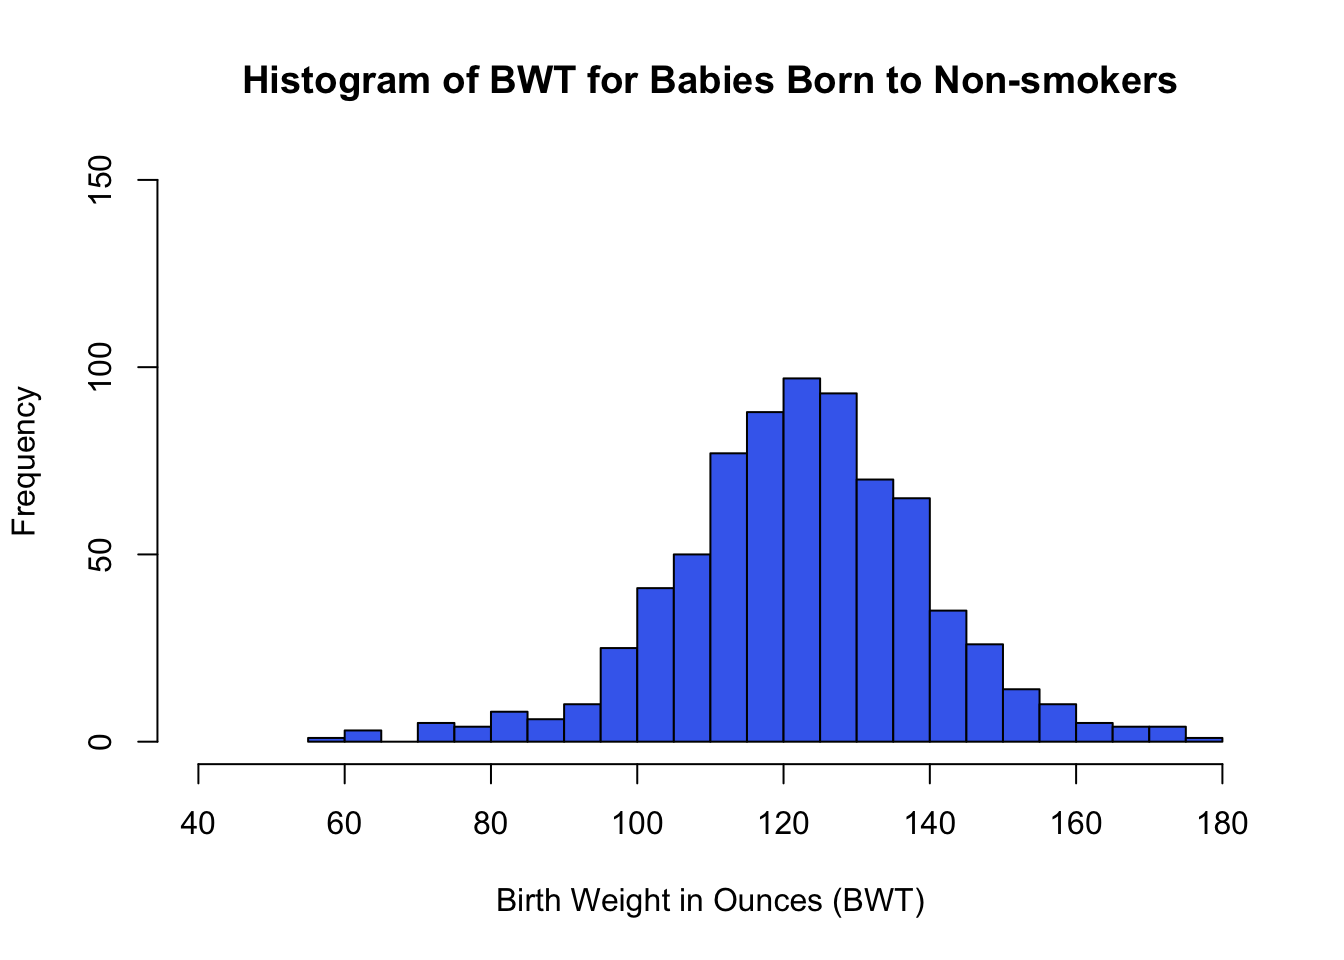 Histogram of BWT for Babies Born to Non-smokers
150
100
50
0
Frequency
40 60 80 100 120 140 160 180
Birth Weight in Ounces (BWT)